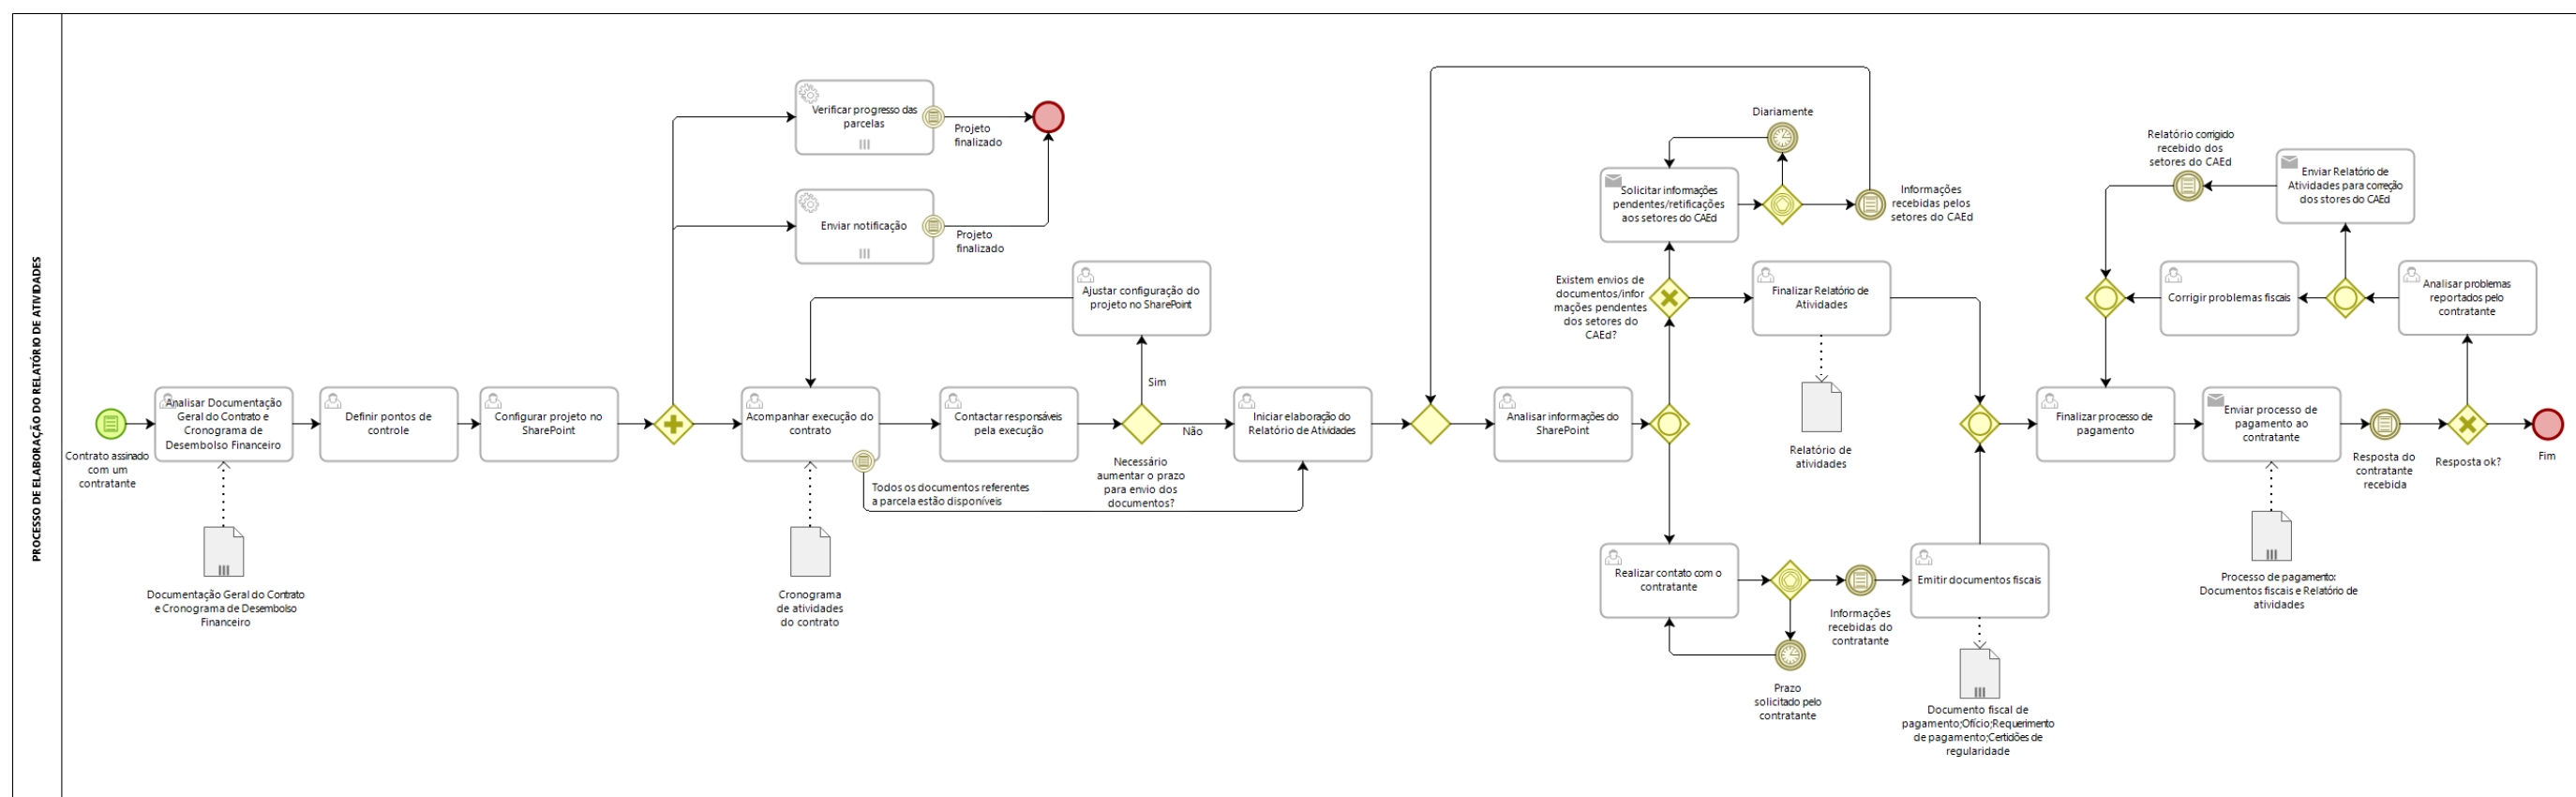 PROCESSO DE ELABORAÇÃO DO RELATÓRIO DE ATIVIDADES
Contrato assinado
com um
contratante
Analisar Documentação
Geral do Contrato e
Cronograma de
Desembolso Financeiro
Documentação Geral do Contrato
e Cronograma de Desembolso
Financeiro
Definir pontos de
controle
Configurar projeto no
SharePoint
Verificar progresso das
parcelas
Projeto
finalizado
Enviar notificação
Projeto
finalizado
Ajustar configuração do
projeto no SharePoint
Acompanhar execução do
contrato
Todos os documentos referentes
a parcela estão disponíveis
Cronograma
de atividades
do contrato
Contactar responsáveis
pela execução
Sim
Não
Necessário
aumentar o prazo
para envio dos
documentos?
Iniciar elaboração do
Relatório de Atividades
Analisar informações do
SharePoint
Diariamente
Solicitar informações
pendentes/retificações
aos setores do CAEd
Informações
recebidas pelos
setores do CAEd
Existem envios de
documentos/infor
mações pendentes
dos setores do
CAEd?
Finalizar Relatório de
Atividades
Relatório de
atividades
Realizar contato com o
contratante
Prazo
solicitado pelo
contratante
Informações
recebidas do
contratante
Emitir documentos fiscais
Documento fiscal de
pagamento;Ofício;Requerimento
de pagamento;Certidões de
regularidade
Relatório corrigido
recebido dos
setores do CAEd
Enviar Relatório de
Atividades para correção
dos stores do CAEd
Corrigir problemas fiscais
Analisar problemas
reportados pelo
contratante
Finalizar processo de
pagamento
Enviar processo de
pagamento ao
contratante
Processo de pagamento:
Documentos fiscais e Relatório de
atividades
Resposta do
contratante
recebida
Resposta ok?
Fim